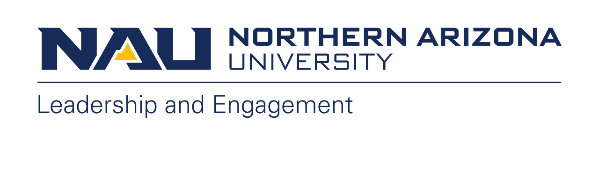 NAU NORTHERN ARIZONA
UNIVERSITY
Leadership and Engagement